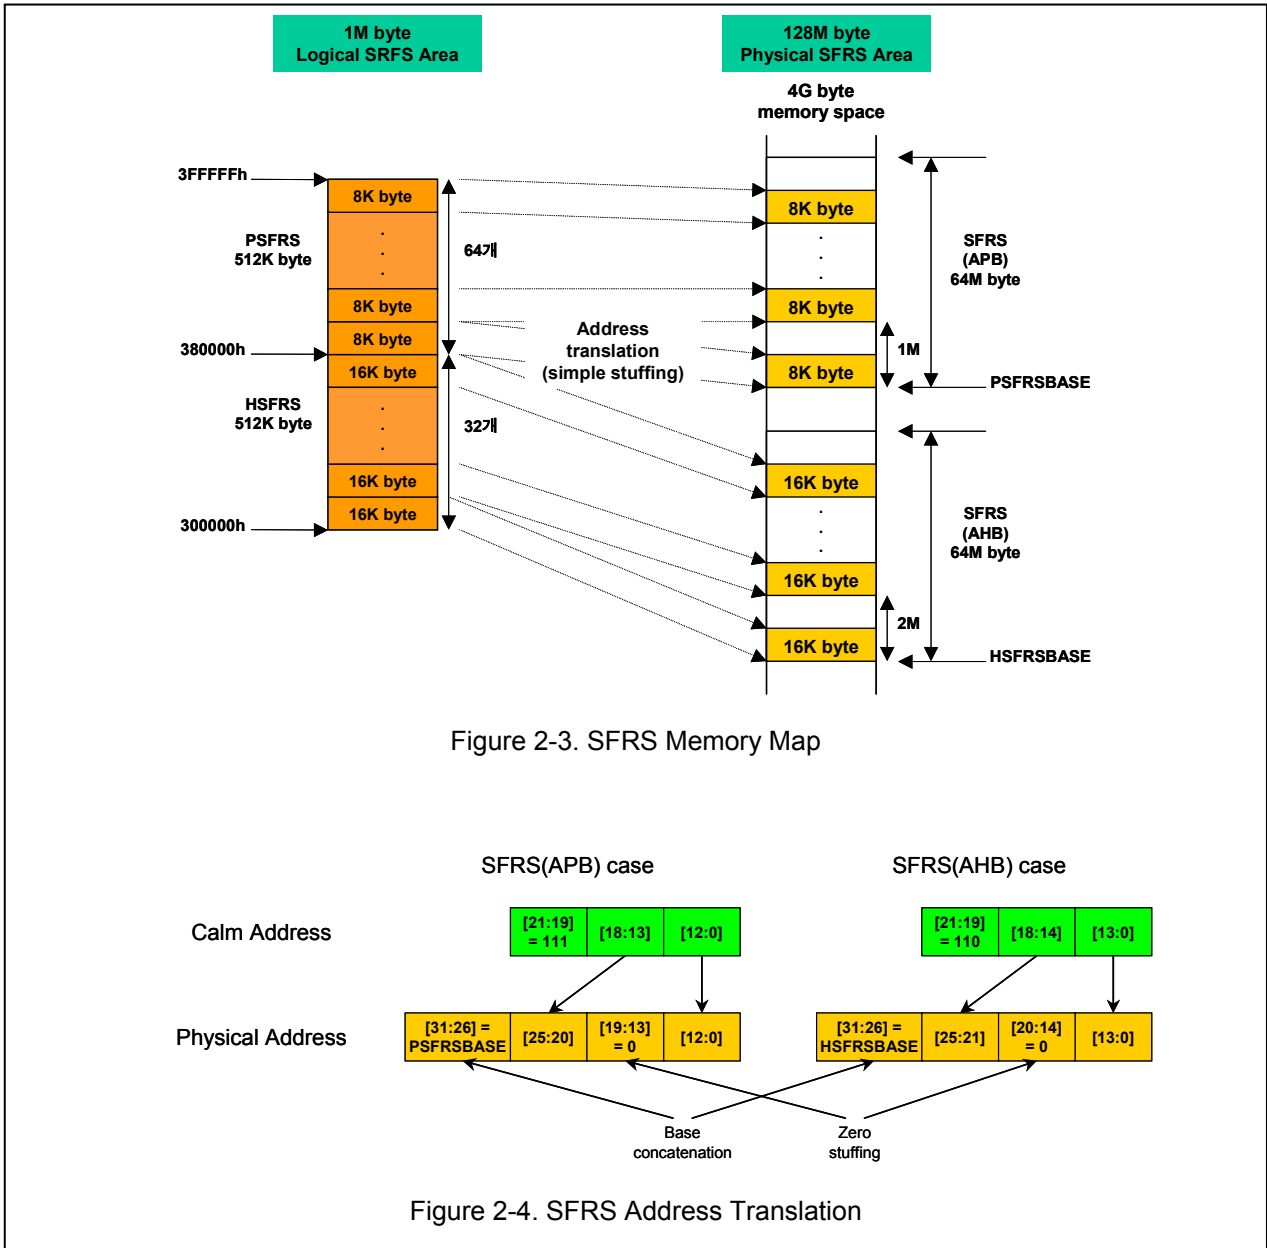 1M byte
Logical SRFS Area
128M byte
Physical SFRS Area
4G byte
memory space
3FFFFFh
8K byte
PSFRS
512K byte
.
.
.
64개
8K byte
8K byte
380000h
16K byte
HSFRS
512K byte
.
.
.
32개
16K byte
16K byte
300000h
Address
translation
(simple stuffing)
8K byte
.
.
.
8K byte
8K byte
1M
SFRS
(APB)
64M byte
PSFRSBASE
16K byte
.
.
.
16K byte
16K byte
2M
SFRS
(AHB)
64M byte
HSFRSBASE
Figure 2-3. SFRS Memory Map
SFRS(APB) case
SFRS(AHB) case
Calm Address
[21:19]
= 111
[18:13]
[12:0]
[21:19]
= 110
[18:14]
[13:0]
Physical Address
[31:26] =
PSFRSBASE
[25:20]
[19:13]
= 0
[12:0]
[31:26] =
HSFRSBASE
[25:21]
[20:14]
= 0
[13:0]
Base
concatenation
Zero
stuffing
Figure 2-4. SFRS Address Translation